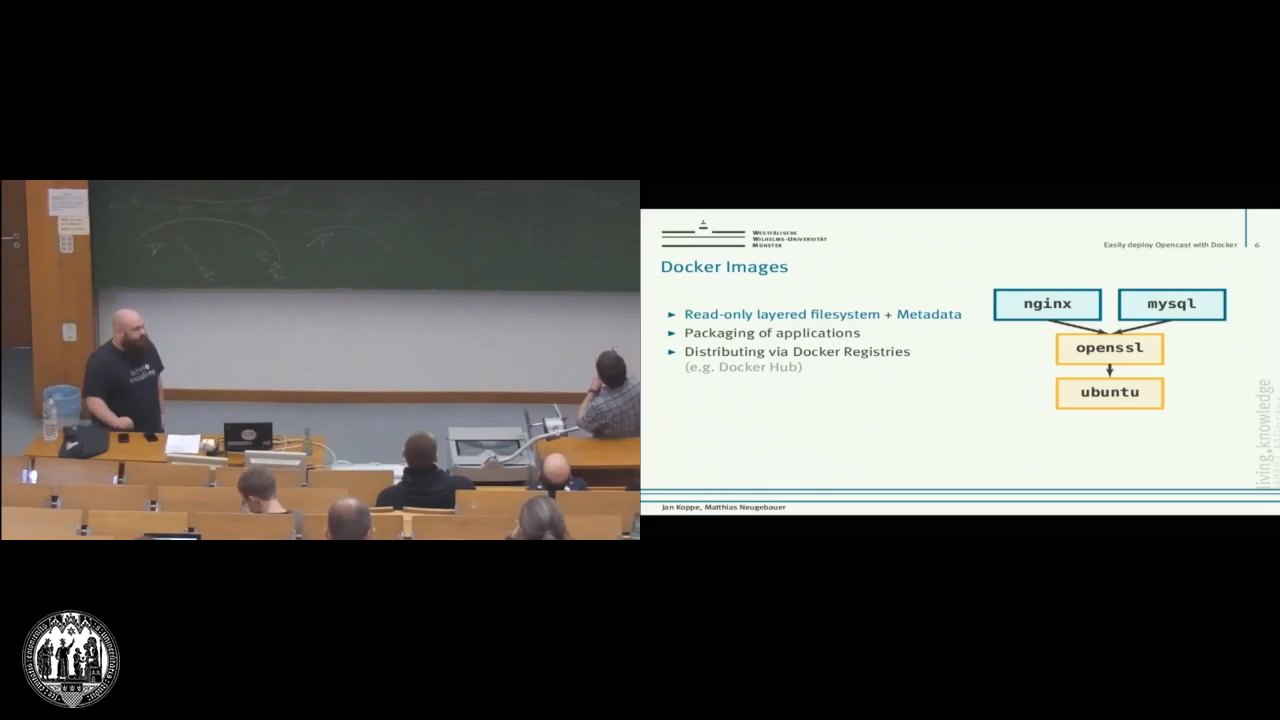 WESTFÄLISCHE
WILHELMS-UNIVERSITÄT
MÜNSTER
Easily deploy Opencast with Docker
6
Docker Images
► Read-only layered filesystem + Metadata
► Packaging of applications
► Distributing via Docker Registries
(e.g. Docker Hub)
nginx
mysql
openssl
ubuntu
living.knowledge
Jan Koppe, Matthias Neugebauer